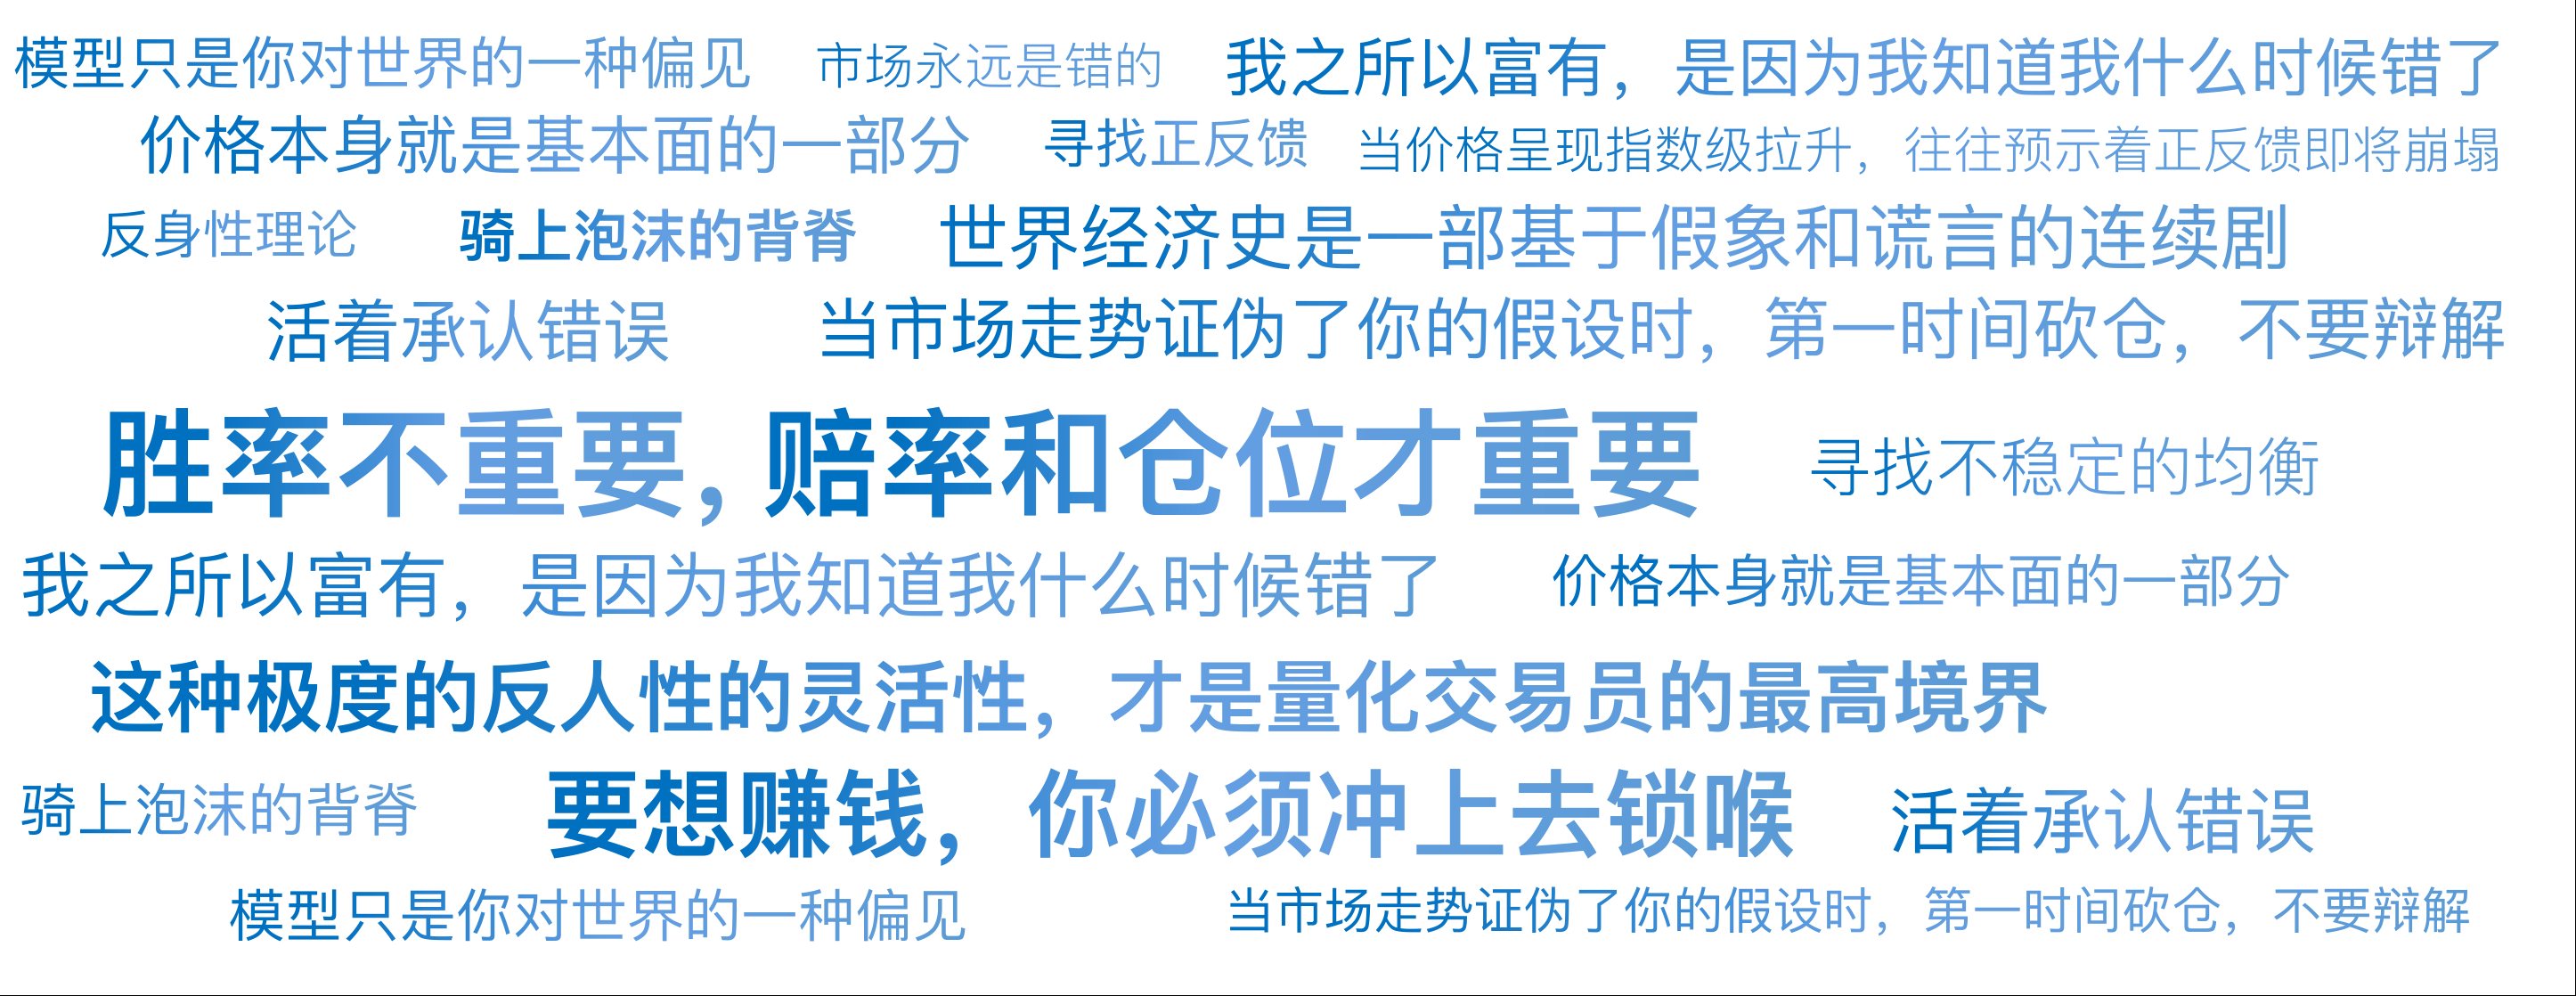 模型只是你对世界的一种偏见 市场永远是错的 我之所以富有，是因为我知道我什么时候错了
价格本身就是基本面的一部分 寻找正反馈 当价格呈现指数级拉升，往往预示着正反馈即将崩塌
反身性理论 骑上泡沫的背脊 世界经济史是一部基于假象和谎言的连续剧
活着承认错误 当市场走势证伪了你的假设时，第一时间砍仓，不要辩解
胜率不重要，赔率和仓位才重要 寻找不稳定的均衡
我之所以富有，是因为我知道我什么时候错了 价格本身就是基本面的一部分
这种极度的反人性的灵活性，才是量化交易员的最高境界
骑上泡沫的背脊 要想赚钱，你必须冲上去锁喉 活着承认错误
模型只是你对世界的一种偏见 当市场走势证伪了你的假设时，第一时间砍仓，不要辩解